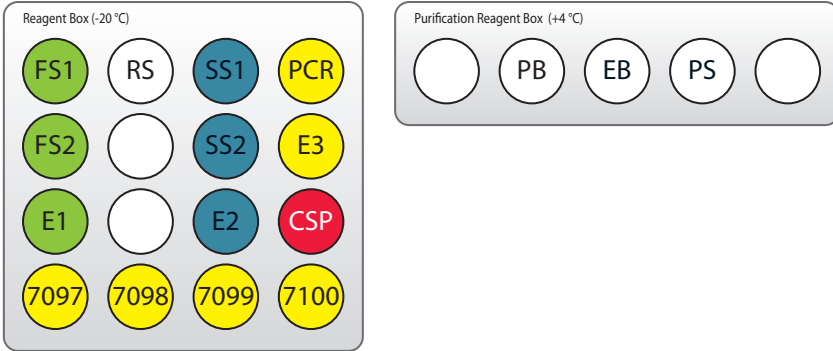 Reagent Box (-20 °C)
FS1 RS SS1 PCR
FS2 SS2 E3
E1 E2 CSP
7097 7098 7099 7100
Purification Reagent Box (+4 °C)
PB EB PS